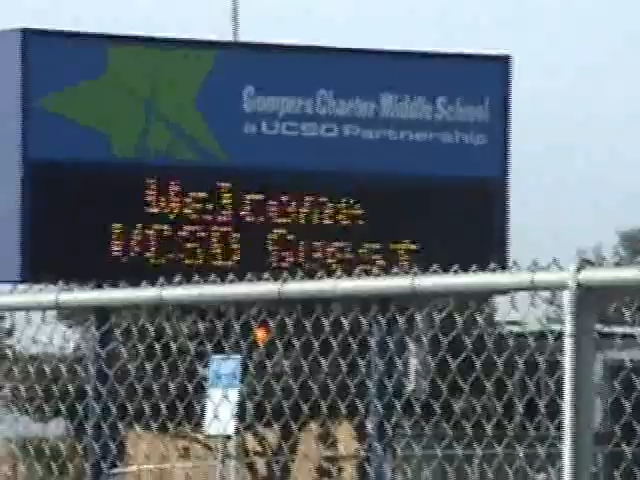 Gompers Charter Middle School
a UCSD Partnership
Welcome
UCSD Guest